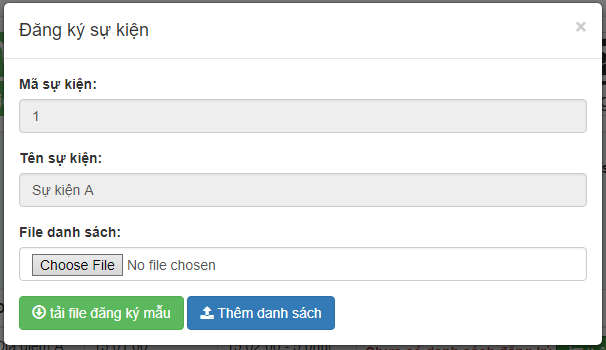 Đăng ký sự kiện ×
Mã sự kiện:
1
Tên sự kiện:
Sự kiện A
File danh sách:
Choose File No file chosen
tải file đăng ký mẫu Thêm danh sách